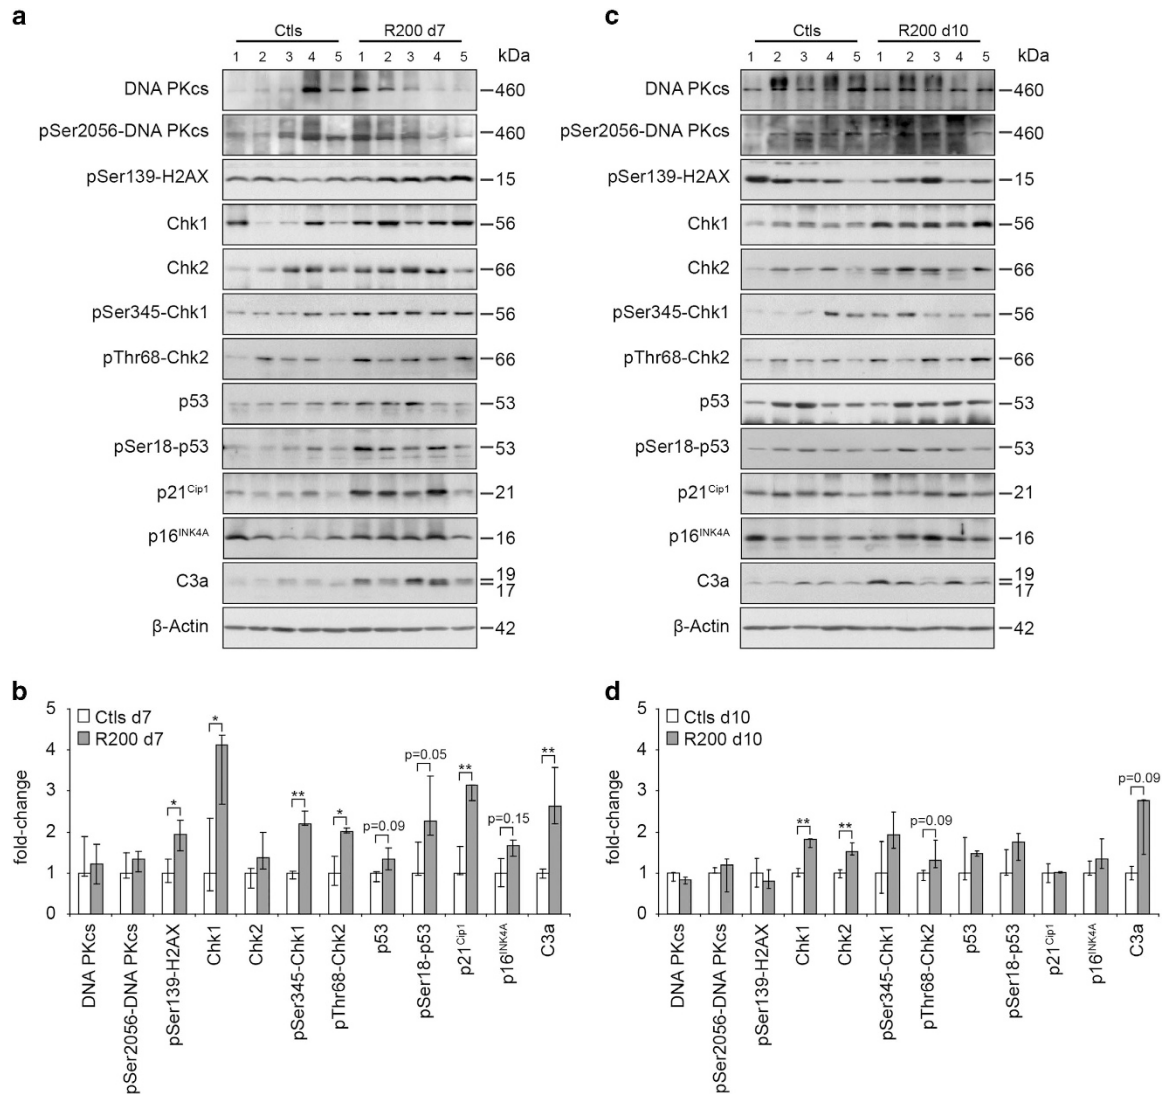 a
Ctls R200 d7
1 2 3 4 5 1 2 3 4 5 kDa
DNA PKcs 460
pSer2056-DNA PKcs 460
pSer139-H2AX 15
Chk1 56
Chk2 66
pSer345-Chk1 56
pThr68-Chk2 66
p53 53
pSer18-p53 53
p21Cip1 21
p16INK4A 16
C3a 19
17
β-Actin 42
c
Ctls R200 d10
1 2 3 4 5 1 2 3 4 5 kDa
DNA PKcs 460
pSer2056-DNA PKcs 460
pSer139-H2AX 15
Chk1 56
Chk2 66
pSer345-Chk1 56
pThr68-Chk2 66
p53 53
pSer18-p53 53
p21Cip1 21
p16INK4A 16
C3a 19
17
β-Actin 42
b
fold-change
5
4
3
2
1
0
Ctls d7
R200 d7
*
*
**
*
p=0.09
p=0.05
**
p=0.15
**
DNA PKcs
pSer2056-DNA PKcs
pSer139-H2AX
Chk1
Chk2
pSer345-Chk1
pThr68-Chk2
p53
pSer18-p53
p21Cip1
p16INK4A
C3a
d
fold-change
5
4
3
2
1
0
Ctls d10
R200 d10
**
**
p=0.09
p=0.09
DNA PKcs
pSer2056-DNA PKcs
pSer139-H2AX
Chk1
Chk2
pSer345-Chk1
pThr68-Chk2
p53
pSer18-p53
p21Cip1
p16INK4A
C3a